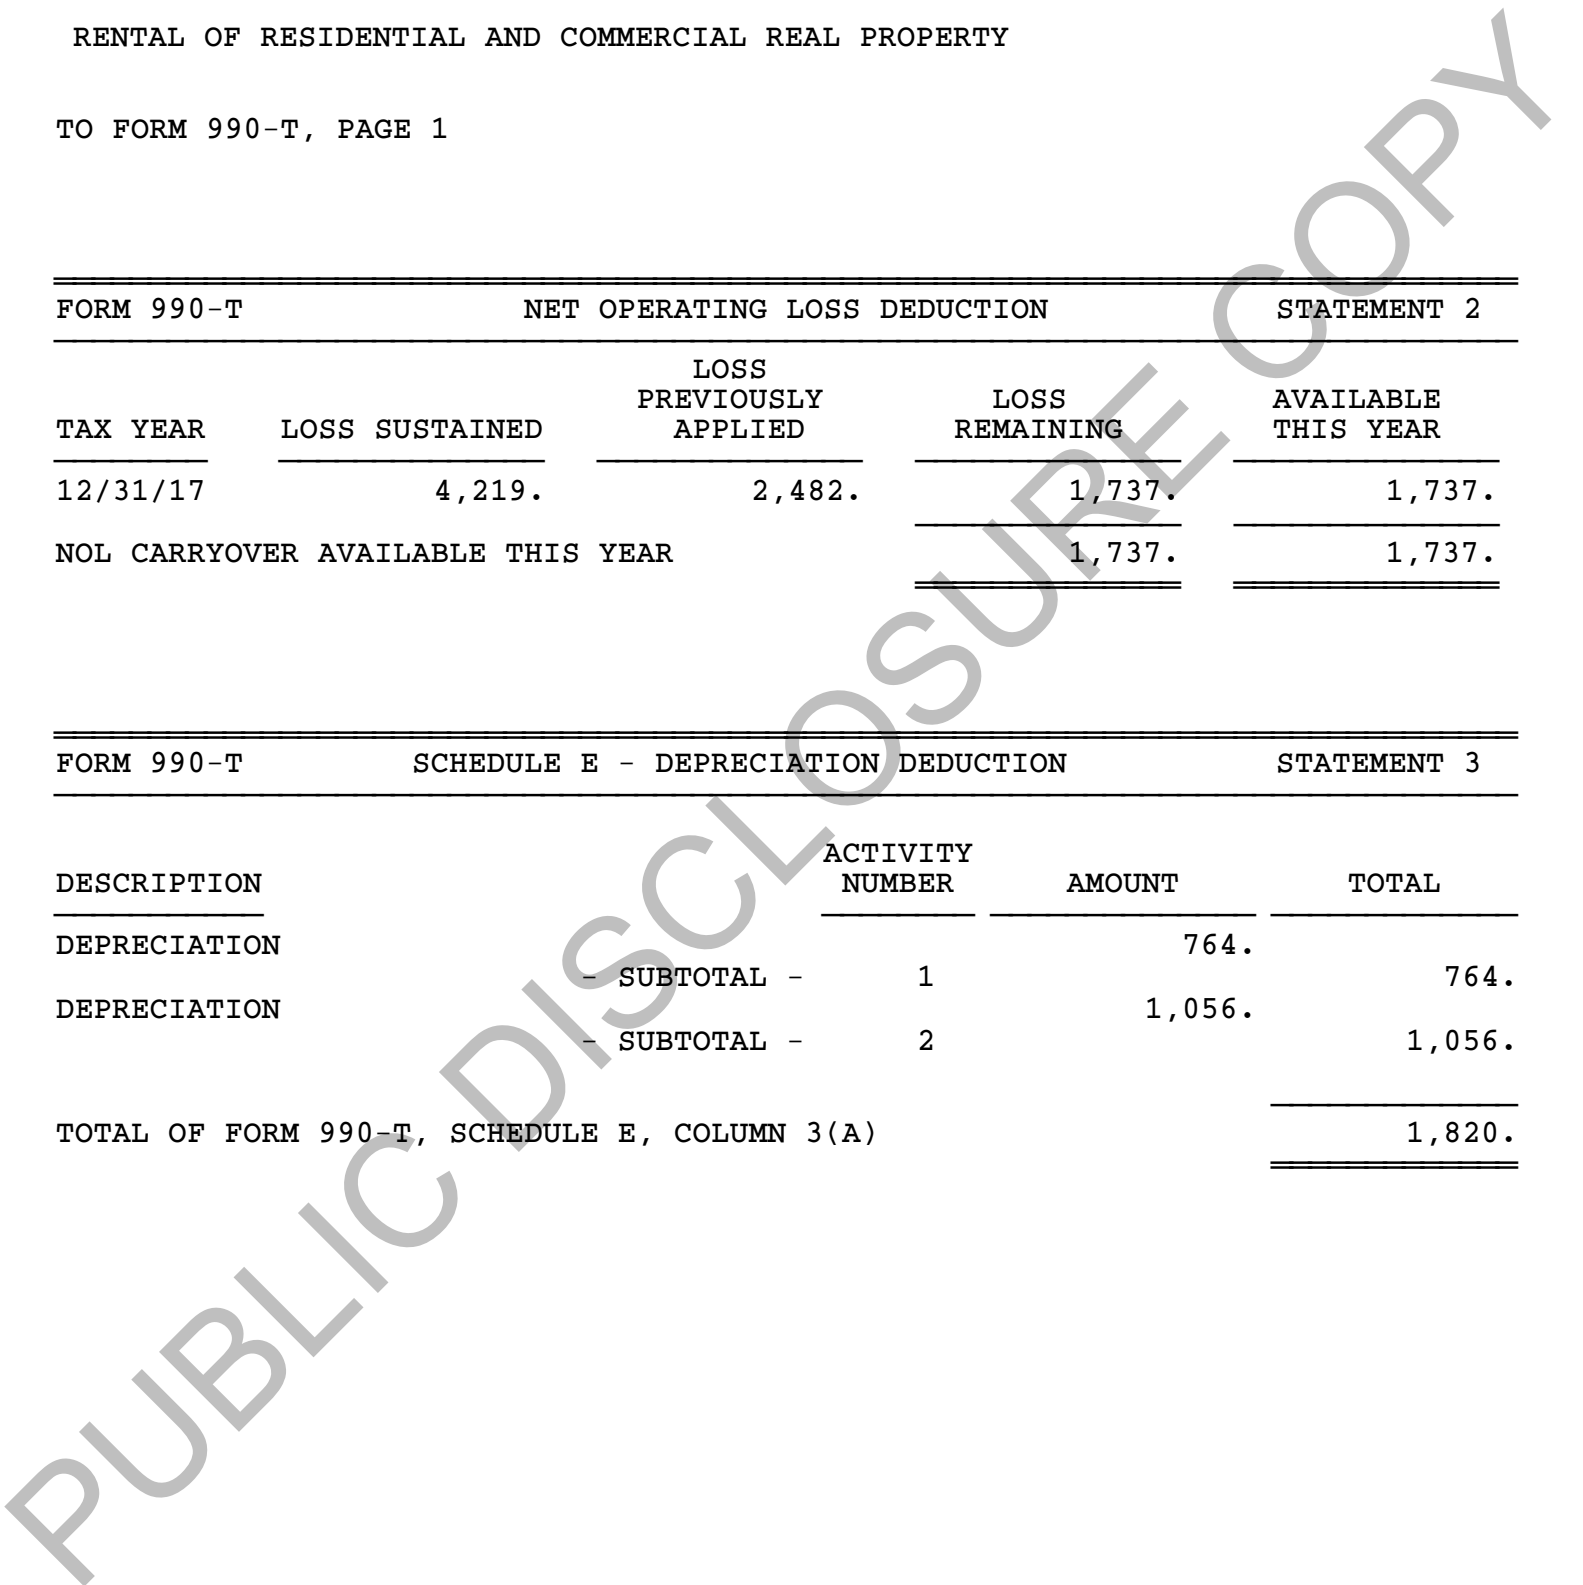 RENTAL OF RESIDENTIAL AND COMMERCIAL REAL PROPERTY
TO FORM 990-T, PAGE 1
FORM 990-T NET OPERATING LOSS DEDUCTION STATEMENT 2
LOSS
PREVIOUSLY LOSS AVAILABLE
TAX YEAR LOSS SUSTAINED APPLIED REMAINING THIS YEAR
12/31/17 4,219. 2,482. 1,737. 1,737.
NOL CARRYOVER AVAILABLE THIS YEAR 1,737. 1,737.
FORM 990-T SCHEDULE E - DEPRECIATION DEDUCTION STATEMENT 3
ACTIVITY
DESCRIPTION NUMBER AMOUNT TOTAL
DEPRECIATION 764.
- SUBTOTAL - 1 764.
DEPRECIATION 1,056.
- SUBTOTAL - 2 1,056.
TOTAL OF FORM 990-T, SCHEDULE E, COLUMN 3(A) 1,820.
PUBLIC DISCLOSURE COPY